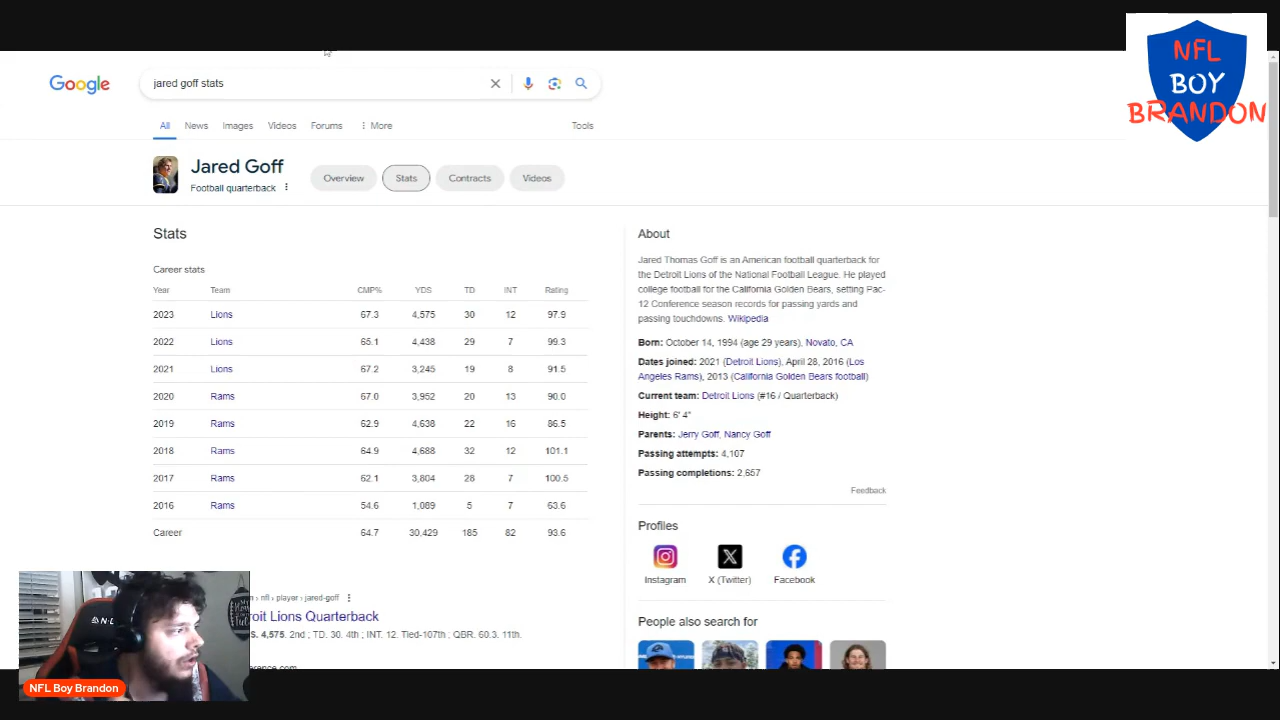 NFL
BOY
BRANDON
Google
jared goff stats
All News Images Videos Forums More Tools
Jared Goff
Football quarterback
Overview Stats Contracts Videos
Stats
Career stats
Year Team CMP% YDS TD INT Rating
2023 Lions 67.3 4,575 30 12 97.9
2022 Lions 65.1 4,438 29 7 99.3
2021 Lions 67.2 3,245 19 8 91.5
2020 Rams 67.0 3,952 20 13 90.0
2019 Rams 62.9 4,638 22 16 86.5
2018 Rams 64.9 4,688 32 12 101.1
2017 Rams 62.1 3,804 28 7 100.5
2016 Rams 54.6 1,089 5 7 63.6
Career 64.7 30,429 185 82 93.6
› nfl › player › jared-goff
oit Lions Quarterback
S. 4,575. 2nd ; TD. 30. 4th ; INT. 12. Tied-107th ; QBR. 60.3. 11th.
erence.com
About
Jared Thomas Goff is an American football quarterback for
the Detroit Lions of the National Football League. He played
college football for the California Golden Bears, setting Pac-
12 Conference season records for passing yards and
passing touchdowns. Wikipedia
Born: October 14, 1994 (age 29 years), Novato, CA
Dates joined: 2021 (Detroit Lions), April 28, 2016 (Los
Angeles Rams), 2013 (California Golden Bears football)
Current team: Detroit Lions (#16 / Quarterback)
Height: 6′ 4″
Parents: Jerry Goff, Nancy Goff
Passing attempts: 4,107
Passing completions: 2,657
Feedback
Profiles
Instagram X (Twitter) Facebook
People also search for
NFL Boy Brandon